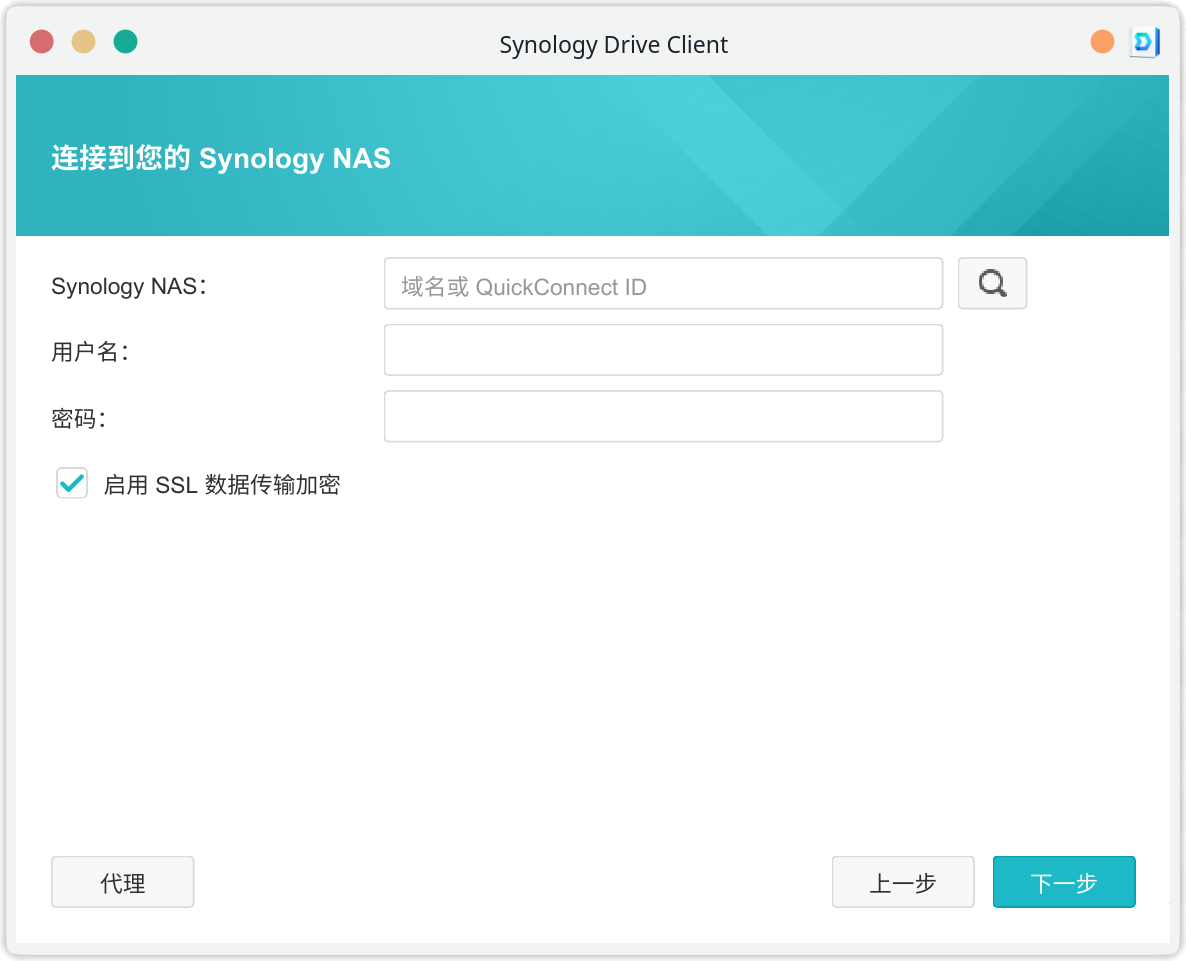 Synology Drive Client
连接到您的 Synology NAS
Synology NAS：
域名或 QuickConnect ID
用户名：
密码：
启用 SSL 数据传输加密
代理
上一步
下一步